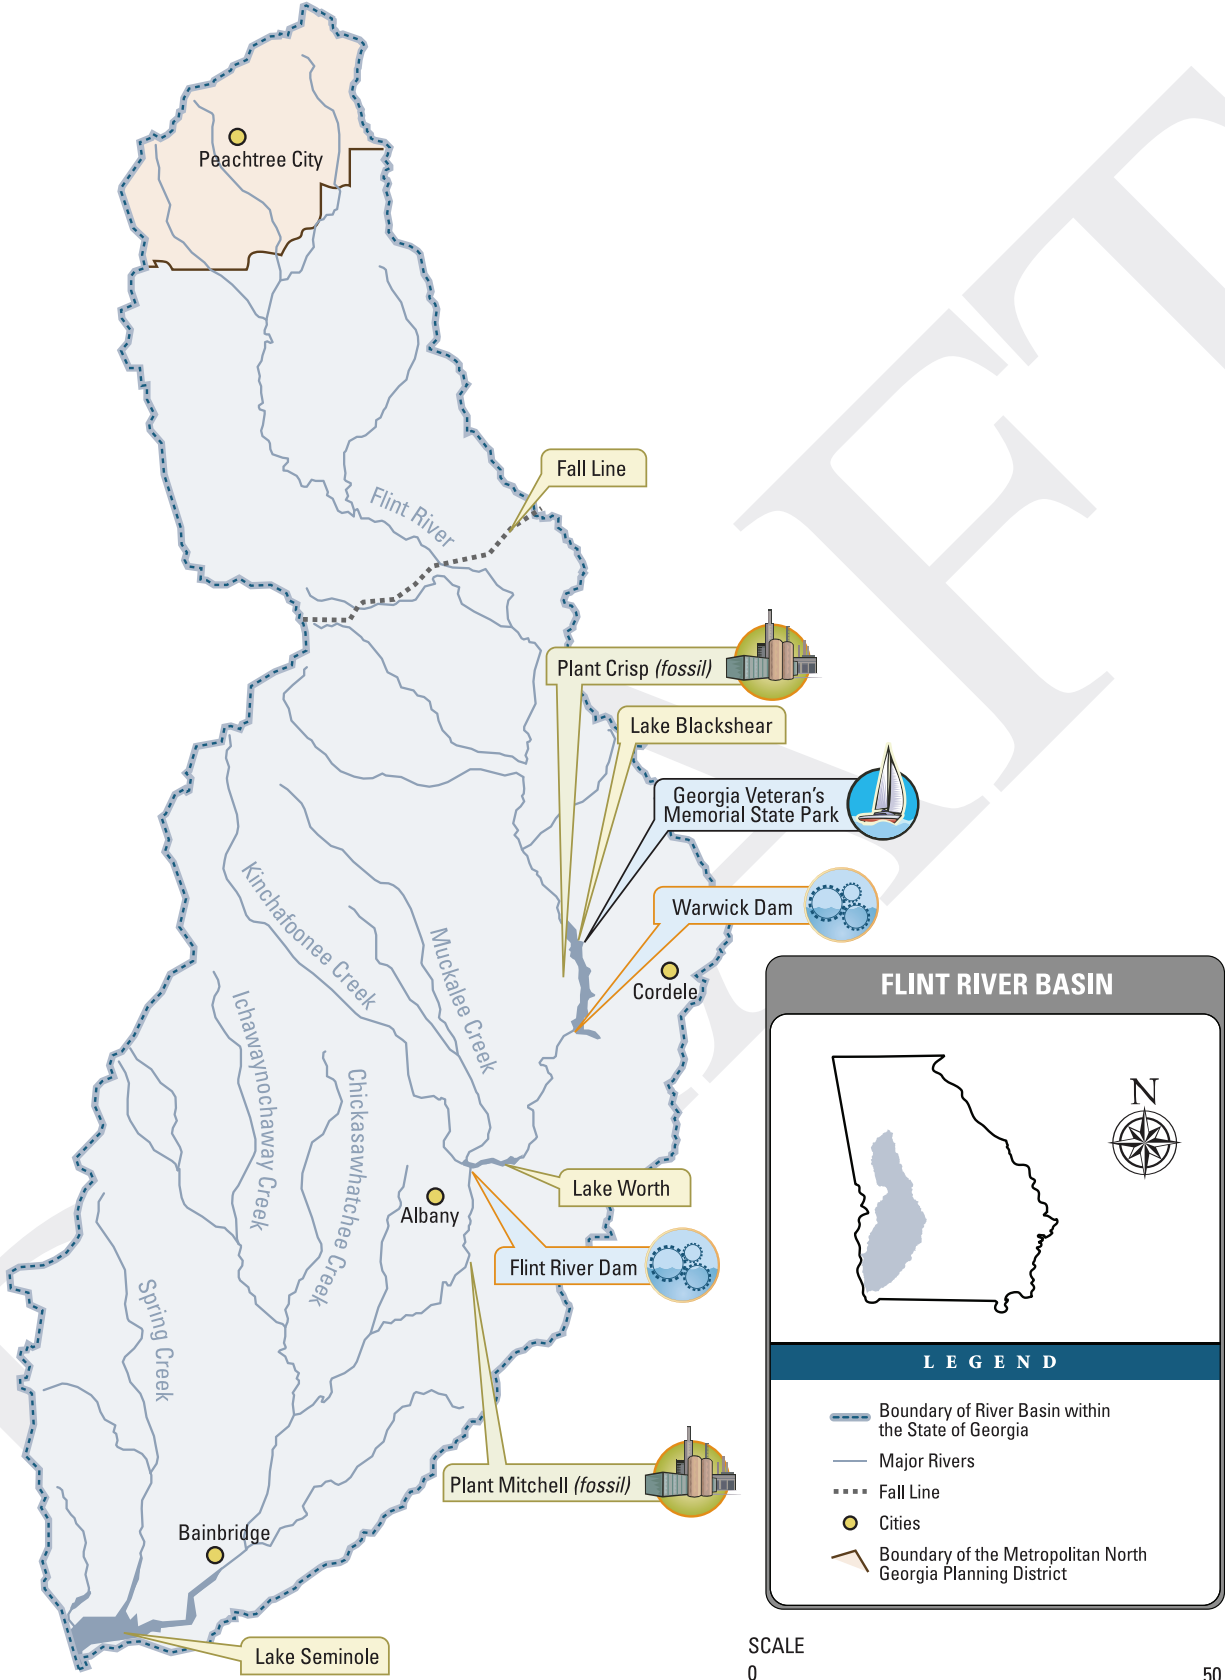 Peachtree City
Fall Line
Flint River
Plant Crisp (fossil)
Lake Blackshear
Georgia Veteran's
Memorial State Park
Warwick Dam
Kinchafoonee Creek
Muckalee Creek
Cordele
Ichawaynochaway Creek
Chickasawhatchee Creek
Lake Worth
Albany
Flint River Dam
Spring Creek
Plant Mitchell (fossil)
Bainbridge
Lake Seminole
FLINT RIVER BASIN
N
LEGEND
Boundary of River Basin within
the State of Georgia
Major Rivers
Fall Line
Cities
Boundary of the Metropolitan North
Georgia Planning District
SCALE
0
50